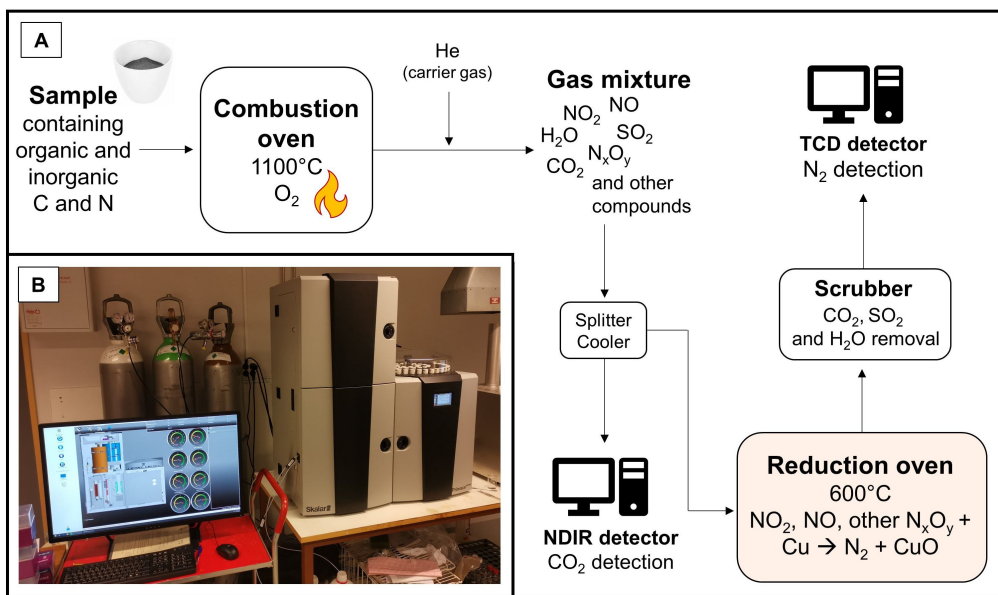 A
Sample
containing
organic and
inorganic
C and N
Combustion
oven
1100°C
O₂
He
(carrier gas)
Gas mixture
NO₂ NO
H₂O SO₂
CO₂ NₓOᵧ
and other
compounds
TCD detector
N₂ detection
Scrubber
CO₂, SO₂
and H₂O removal
Splitter
Cooler
Reduction oven
600°C
NO₂, NO, other NₓOᵧ +
Cu → N₂ + CuO
NDIR detector
CO₂ detection
B
Skalar